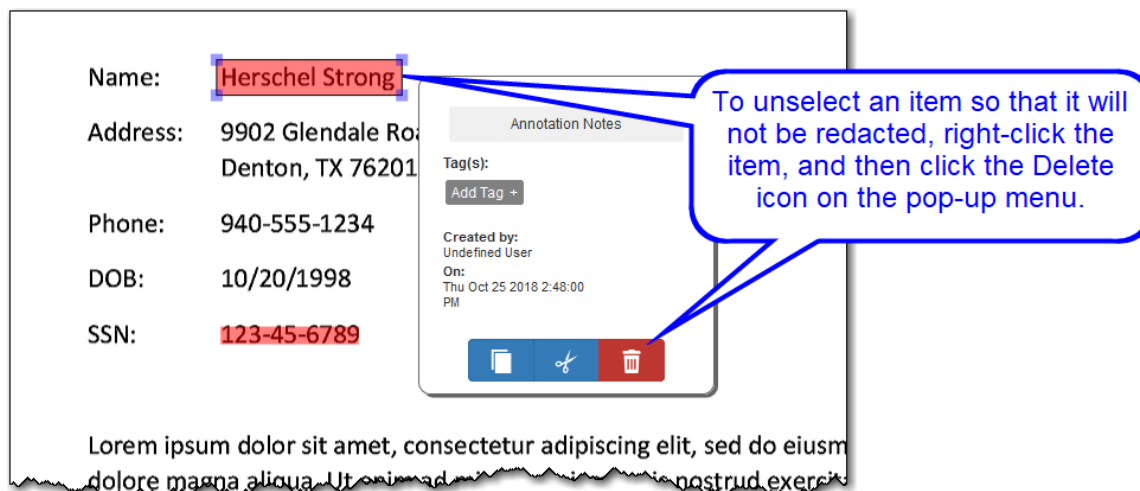 Name: Herschel Strong
Address: 9902 Glendale Roa
Denton, TX 76201
Phone: 940-555-1234
DOB: 10/20/1998
SSN: 123-45-6789
Annotation Notes
Tag(s):
Add Tag +
Created by:
Undefined User
On:
Thu Oct 25 2018 2:48:00
PM
To unselect an item so that it will
not be redacted, right-click the
item, and then click the Delete
icon on the pop-up menu.
Lorem ipsum dolor sit amet, consectetur adipiscing elit, sed do eiusm
dolore magna aliqua. Ut enim ad nostrud